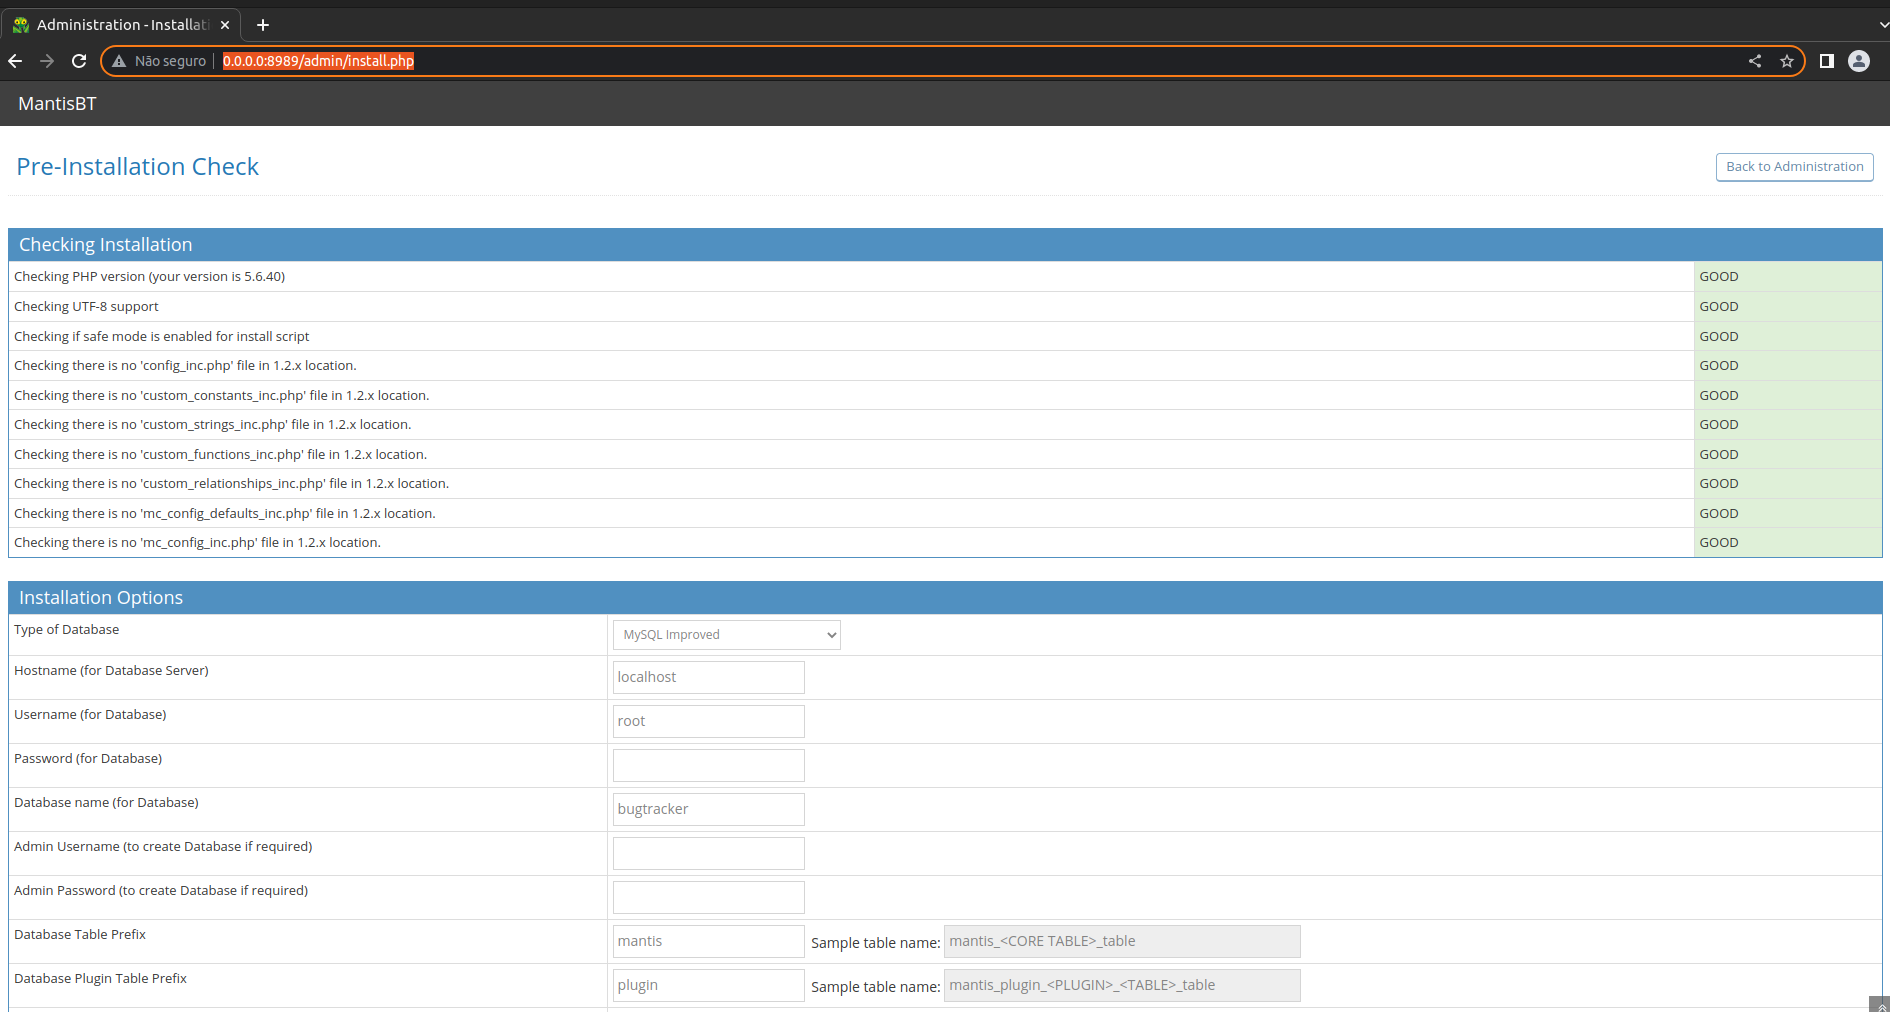 Administration - Installati
Não seguro 0.0.0.0:8989/admin/install.php
MantisBT
Pre-Installation Check
Back to Administration
Checking Installation
Checking PHP version (your version is 5.6.40) GOOD
Checking UTF-8 support GOOD
Checking if safe mode is enabled for install script GOOD
Checking there is no 'config_inc.php' file in 1.2.x location. GOOD
Checking there is no 'custom_constants_inc.php' file in 1.2.x location. GOOD
Checking there is no 'custom_strings_inc.php' file in 1.2.x location. GOOD
Checking there is no 'custom_functions_inc.php' file in 1.2.x location. GOOD
Checking there is no 'custom_relationships_inc.php' file in 1.2.x location. GOOD
Checking there is no 'mc_config_defaults_inc.php' file in 1.2.x location. GOOD
Checking there is no 'mc_config_inc.php' file in 1.2.x location. GOOD
Installation Options
Type of Database MySQL Improved
Hostname (for Database Server) localhost
Username (for Database) root
Password (for Database)
Database name (for Database) bugtracker
Admin Username (to create Database if required)
Admin Password (to create Database if required)
Database Table Prefix mantis Sample table name: mantis_<CORE TABLE>_table
Database Plugin Table Prefix plugin Sample table name: mantis_plugin_<PLUGIN>_<TABLE>_table